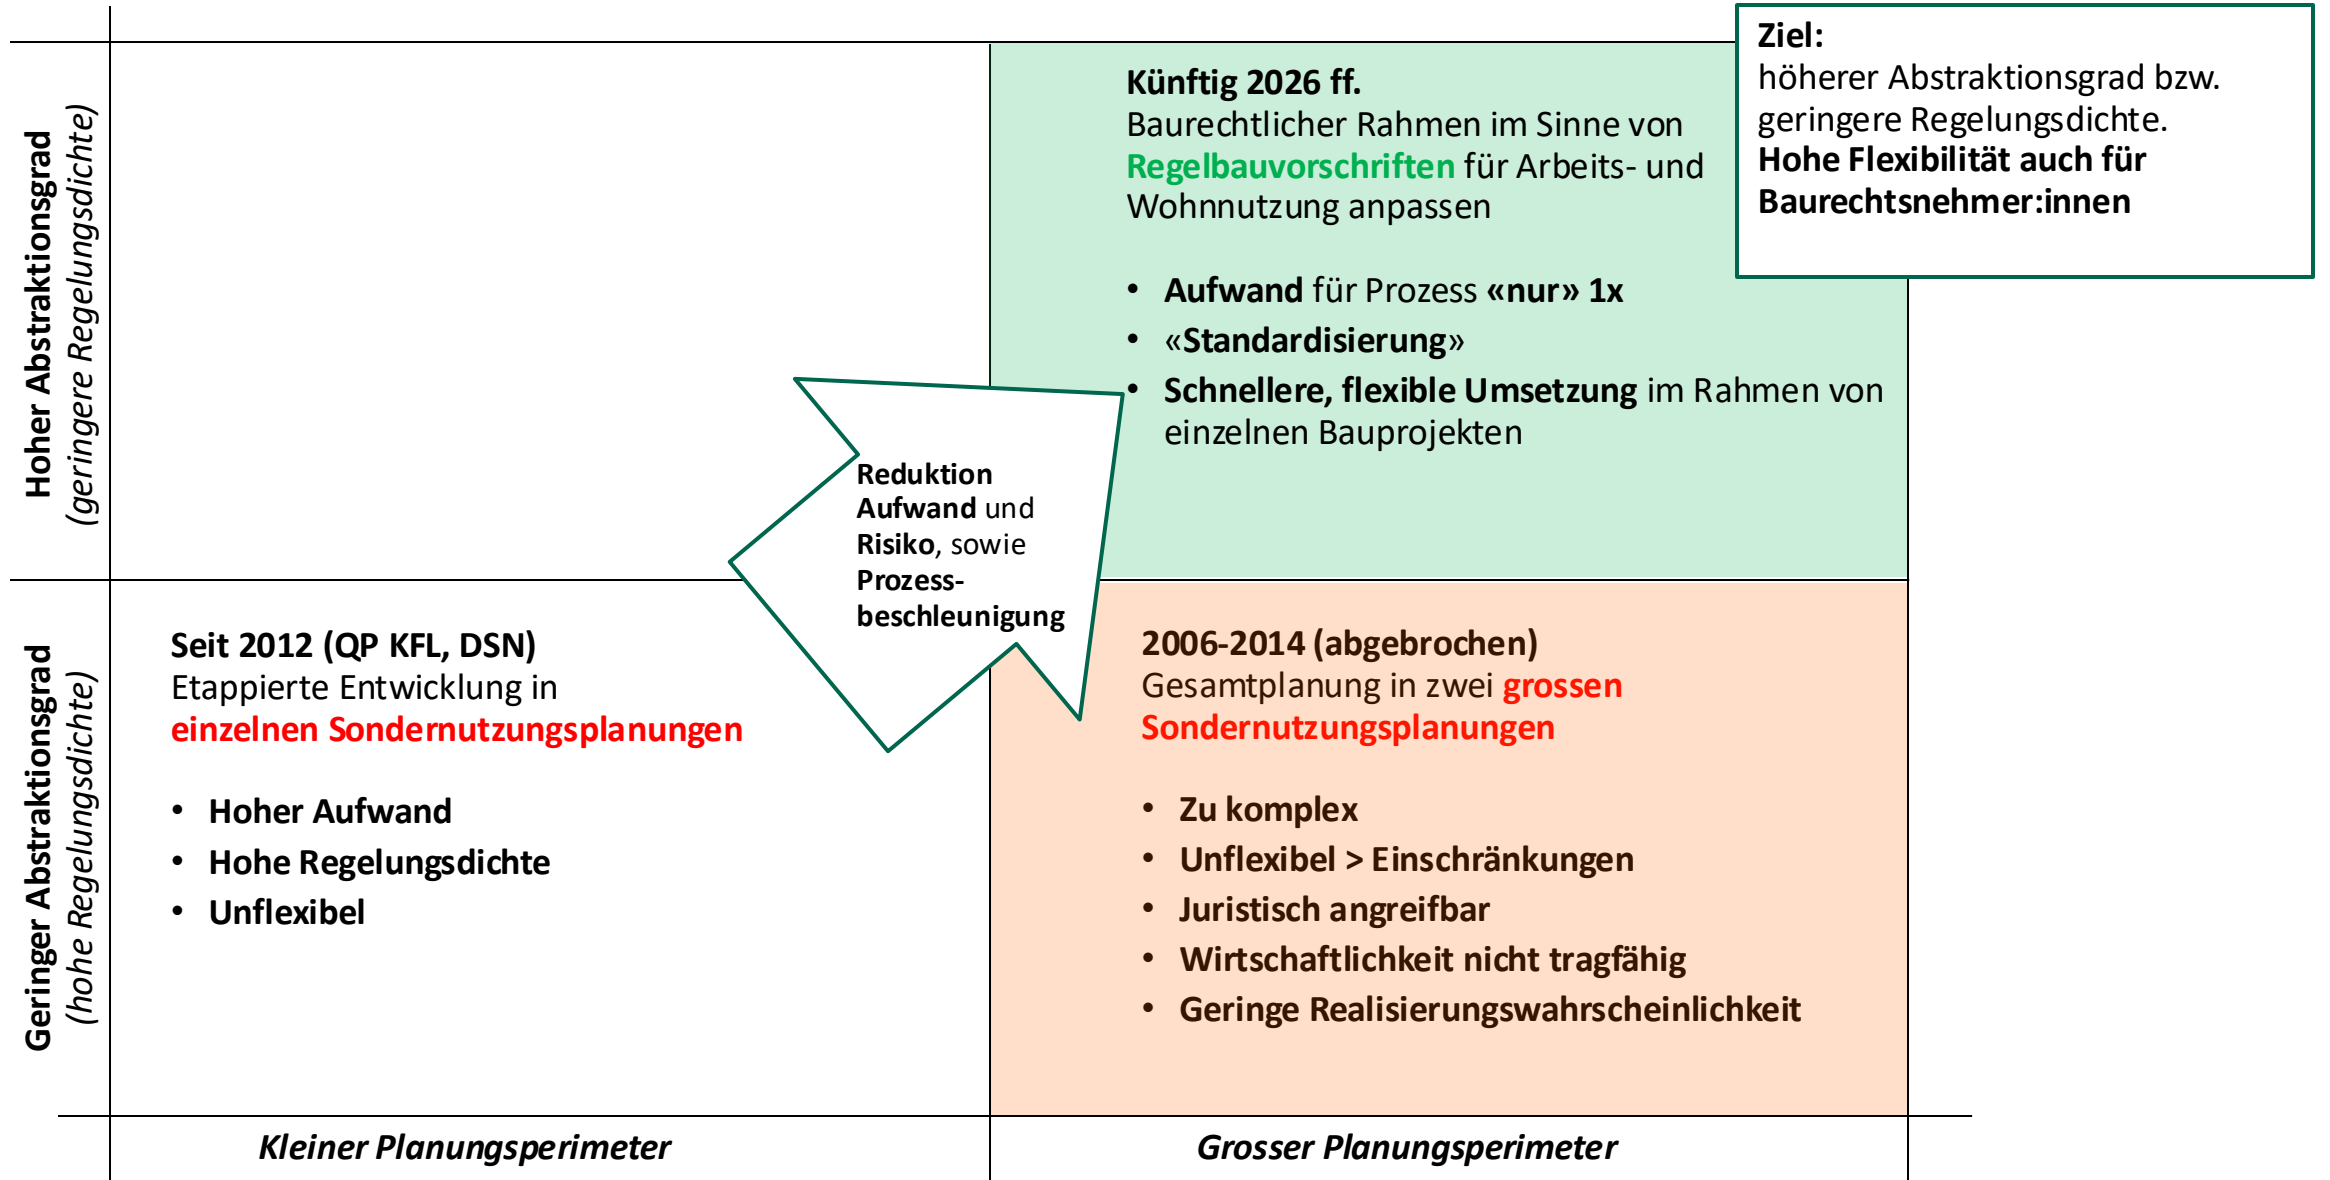 Ziel:
höherer Abstraktionsgrad bzw.
geringere Regelungsdichte.
Hohe Flexibilität auch für
Baurechtsnehmer:innen
Hoher Abstraktionsgrad
(geringere Regelungsdichte)
Künftig 2026 ff.
Baurechtlicher Rahmen im Sinne von
Regelbauvorschriften für Arbeits- und
Wohnnutzung anpassen
• Aufwand für Prozess «nur» 1x
• «Standardisierung»
• Schnellere, flexible Umsetzung im Rahmen von
einzelnen Bauprojekten
Reduktion
Aufwand und
Risiko, sowie
Prozess-
beschleunigung
Geringer Abstraktionsgrad
(hohe Regelungsdichte)
Seit 2012 (QP KFL, DSN)
Etappierte Entwicklung in
einzelnen Sondernutzungsplanungen
• Hoher Aufwand
• Hohe Regelungsdichte
• Unflexibel
2006-2014 (abgebrochen)
Gesamtplanung in zwei grossen
Sondernutzungsplanungen
• Zu komplex
• Unflexibel > Einschränkungen
• Juristisch angreifbar
• Wirtschaftlichkeit nicht tragfähig
• Geringe Realisierungswahrscheinlichkeit
Kleiner Planungsperimeter
Grosser Planungsperimeter